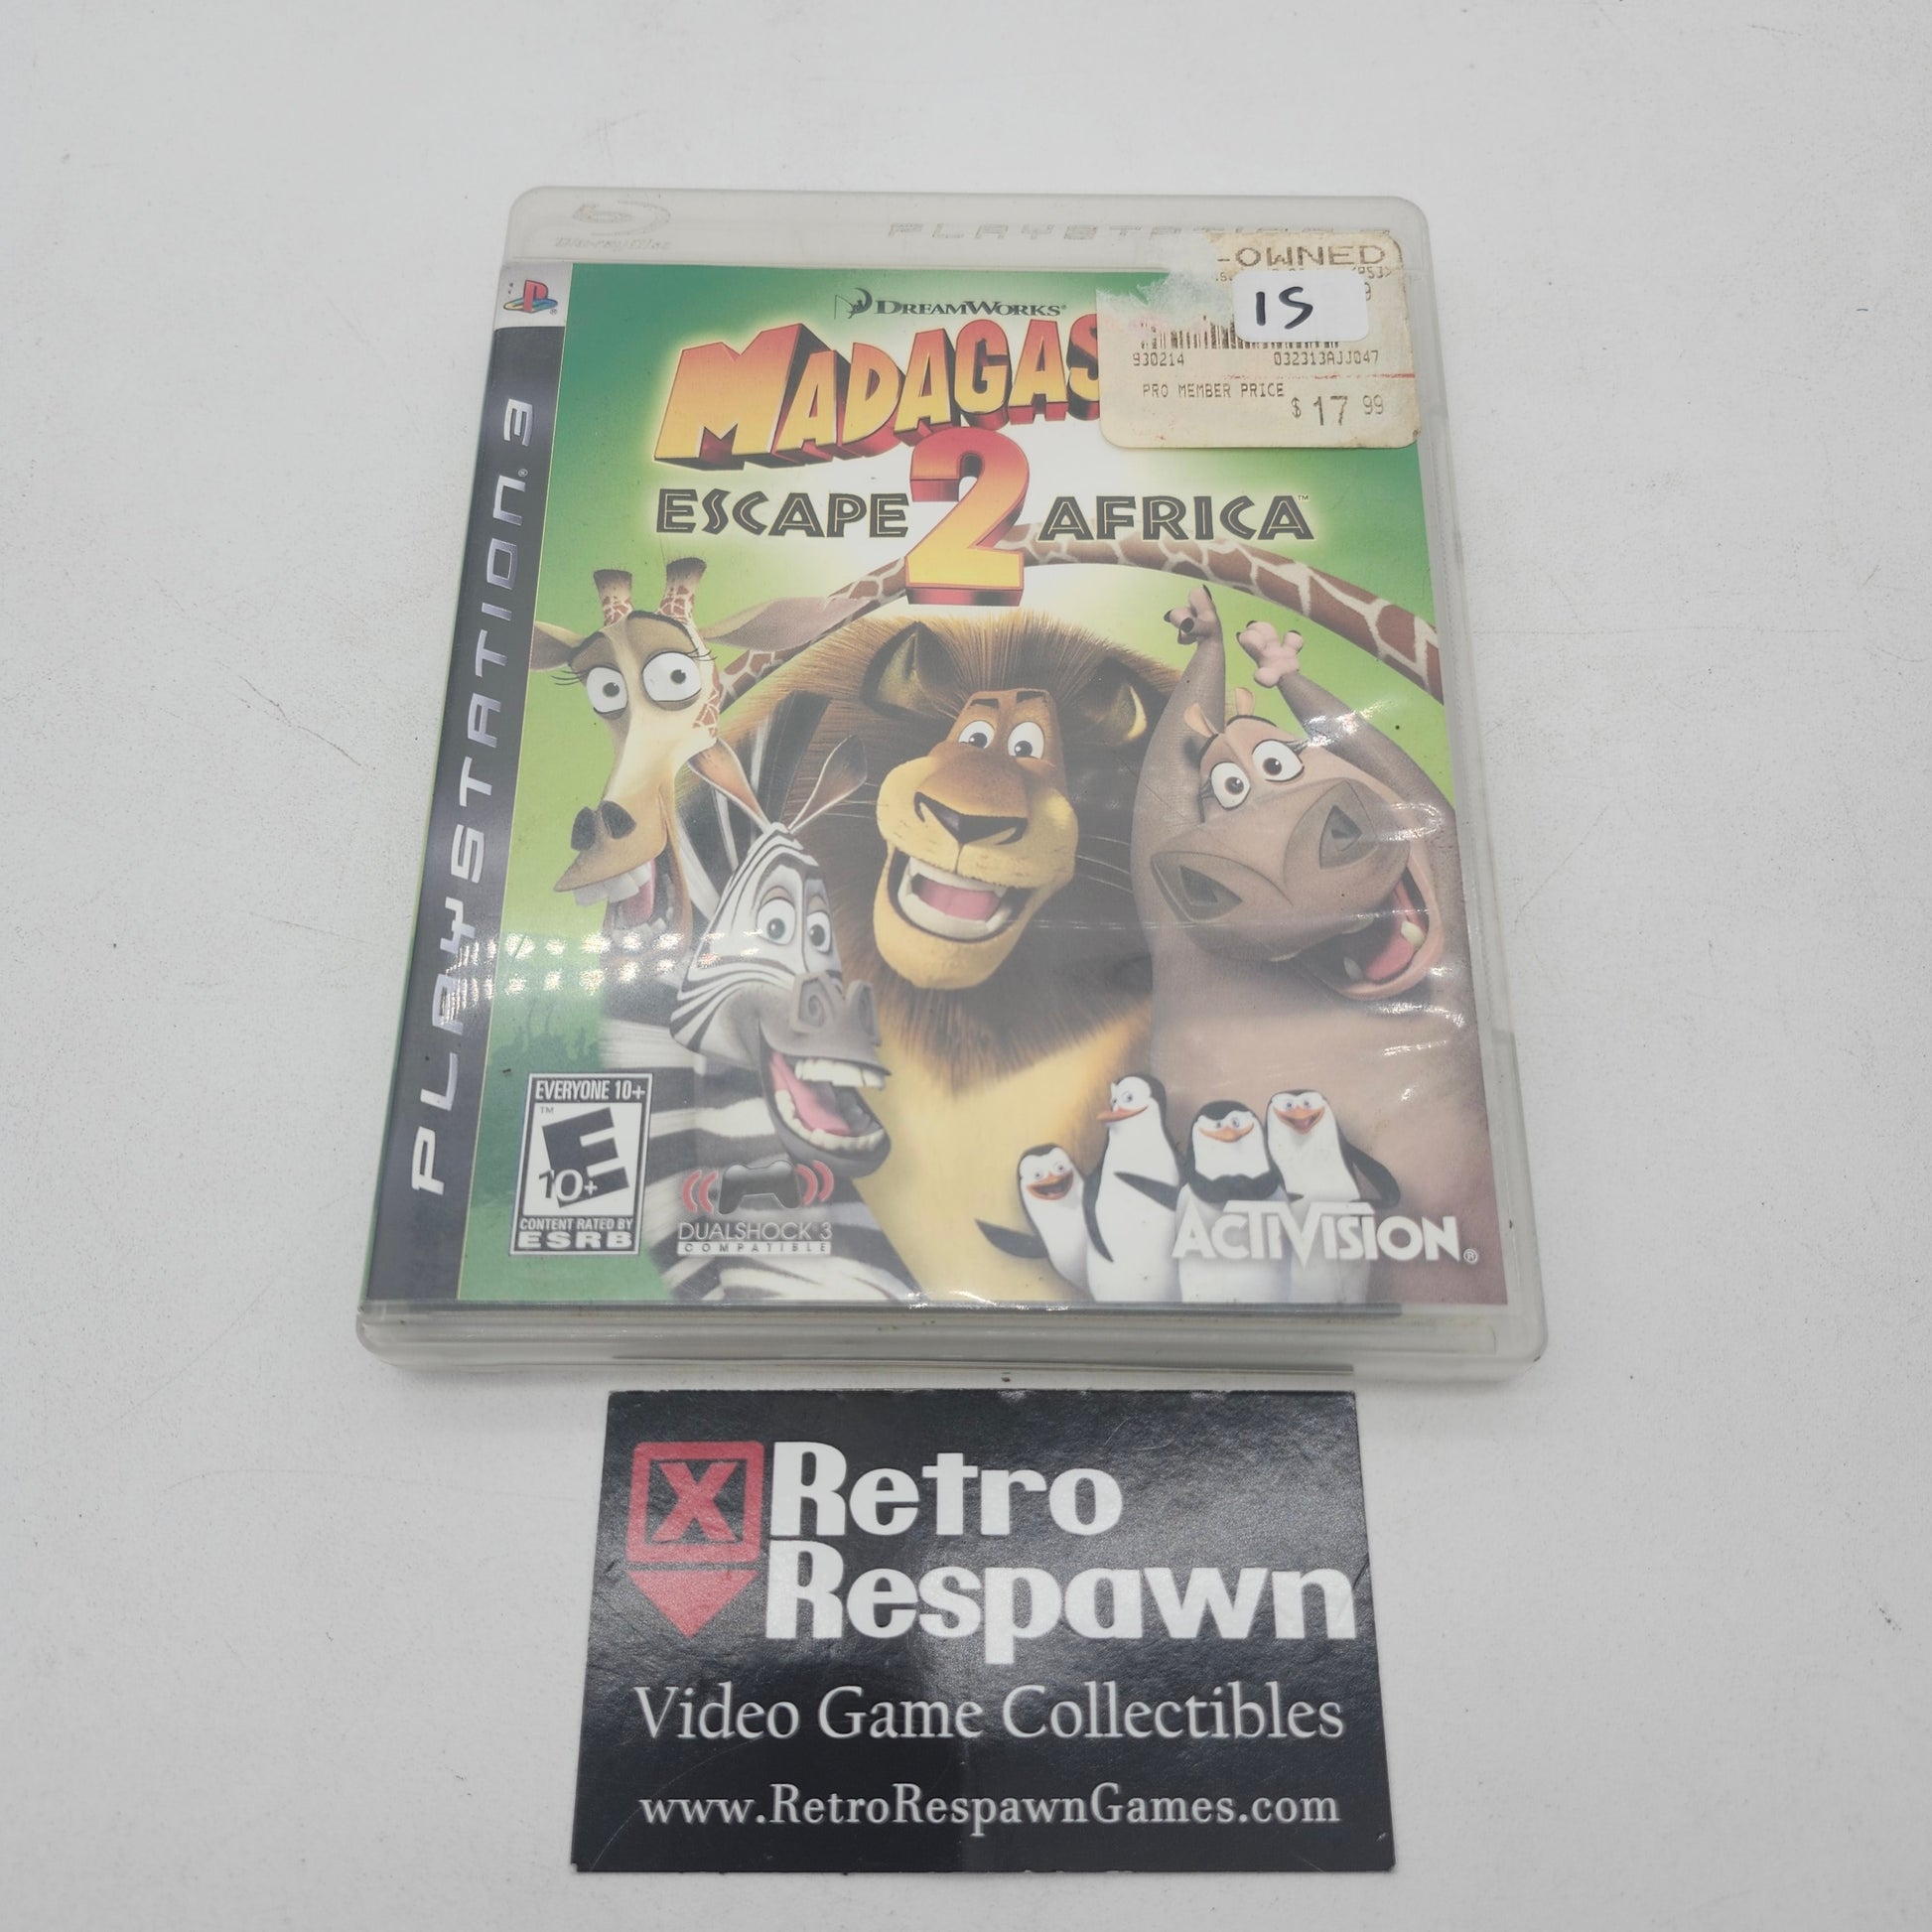 Blu-ray Disc
PLAYSTATION 3
-OWNED
15
930214 032313AJJ047
PRO MEMBER PRICE
$ 17 99
DREAMWORKS®
MADAGAS
ESCAPE 2 AFRICA™
PLAYSTATION®3
EVERYONE 10+
E
10+
CONTENT RATED BY
ESRB
DUALSHOCK 3
COMPATIBLE
ACTIVISION®
Retro
Respawn
Video Game Collectibles
www.RetroRespawnGames.com